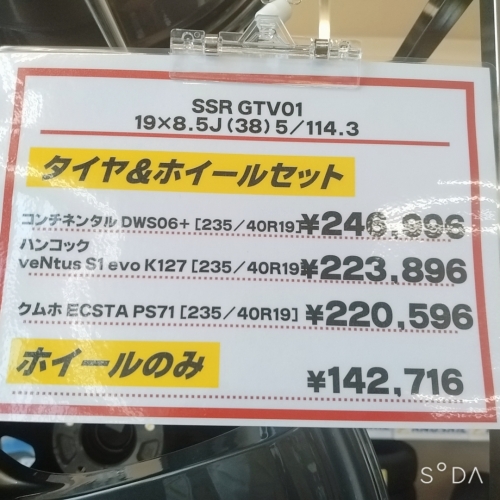 SSR GTV01
19×8.5J(38)5/114.3
タイヤ&ホイールセット
コンチネンタル DWS06+[235/40R19] ¥246,996
ハンコック
veNtus S1 evo K127[235/40R19] ¥223,896
クムホ ECSTA PS71[235/40R19] ¥220,596
ホイールのみ ¥142,716
S°DA